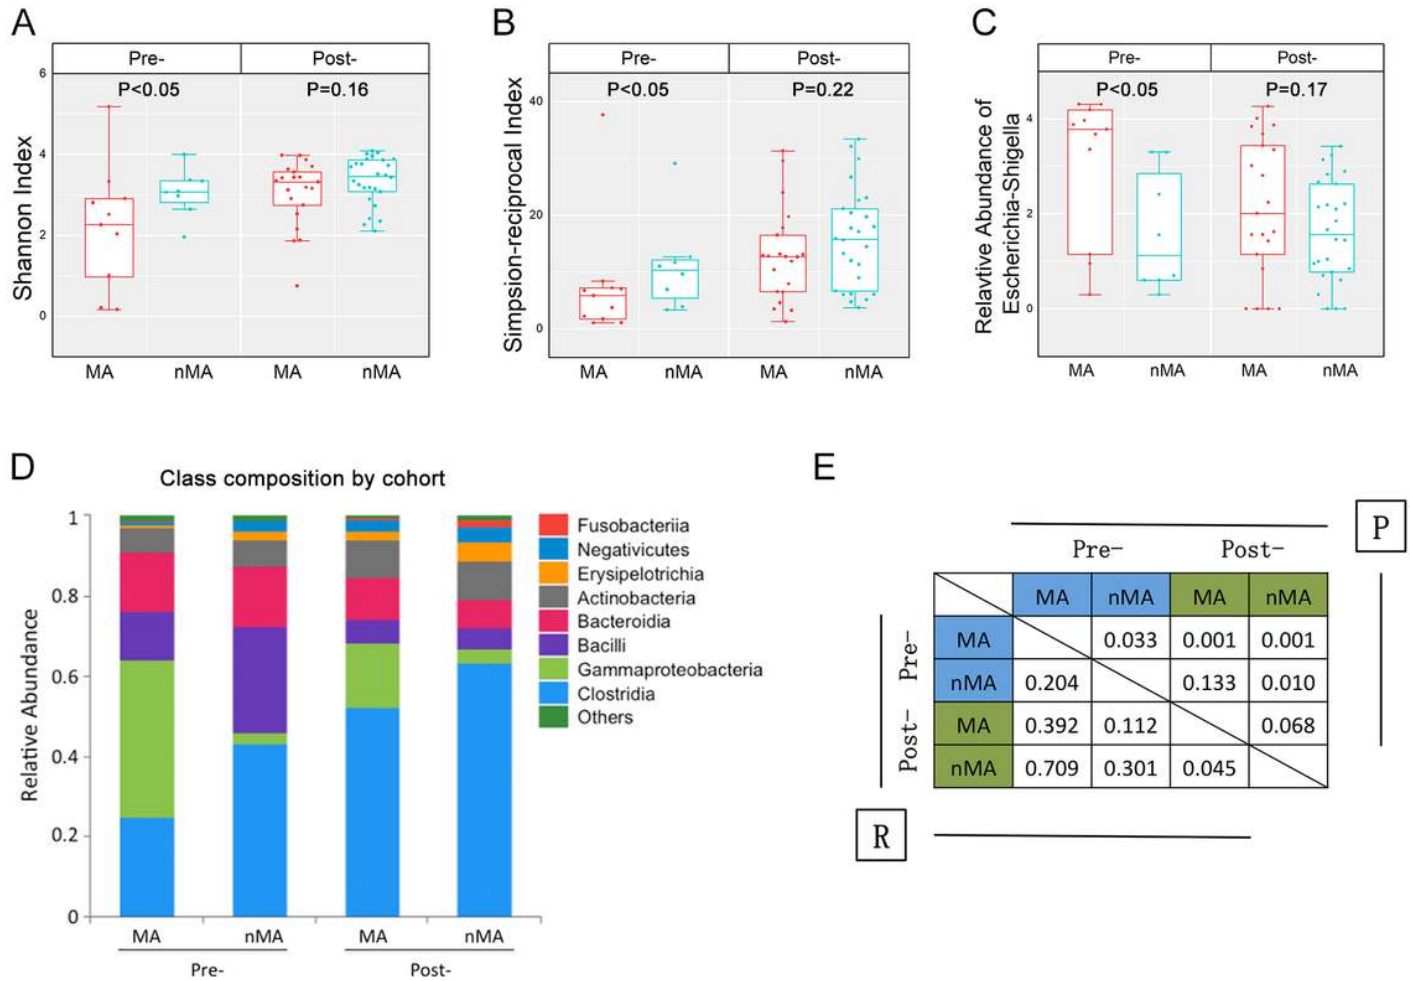 A
Pre-
Post-
P<0.05
P=0.16
6
4
2
0
Shannon Index
MA
nMA
MA
nMA
B
Pre-
Post-
P<0.05
P=0.22
40
20
0
Simpsion-reciprocal Index
MA
nMA
MA
nMA
C
Pre-
Post-
P<0.05
P=0.17
4
2
0
Relavtive Abundance of
Escherichia-Shigella
MA
nMA
MA
nMA
D
Class composition by cohort
1
0.8
0.6
0.4
0.2
0
Relative Abundance
MA
nMA
MA
nMA
Pre-
Post-
Fusobacteriia
Negativicutes
Erysipelotrichia
Actinobacteria
Bacteroidia
Bacilli
Gammaproteobacteria
Clostridia
Others
E
P
Pre-
Post-
MA nMA MA nMA
Pre-
MA 0.033 0.001 0.001
nMA 0.204 0.133 0.010
Post-
MA 0.392 0.112 0.068
nMA 0.709 0.301 0.045
R